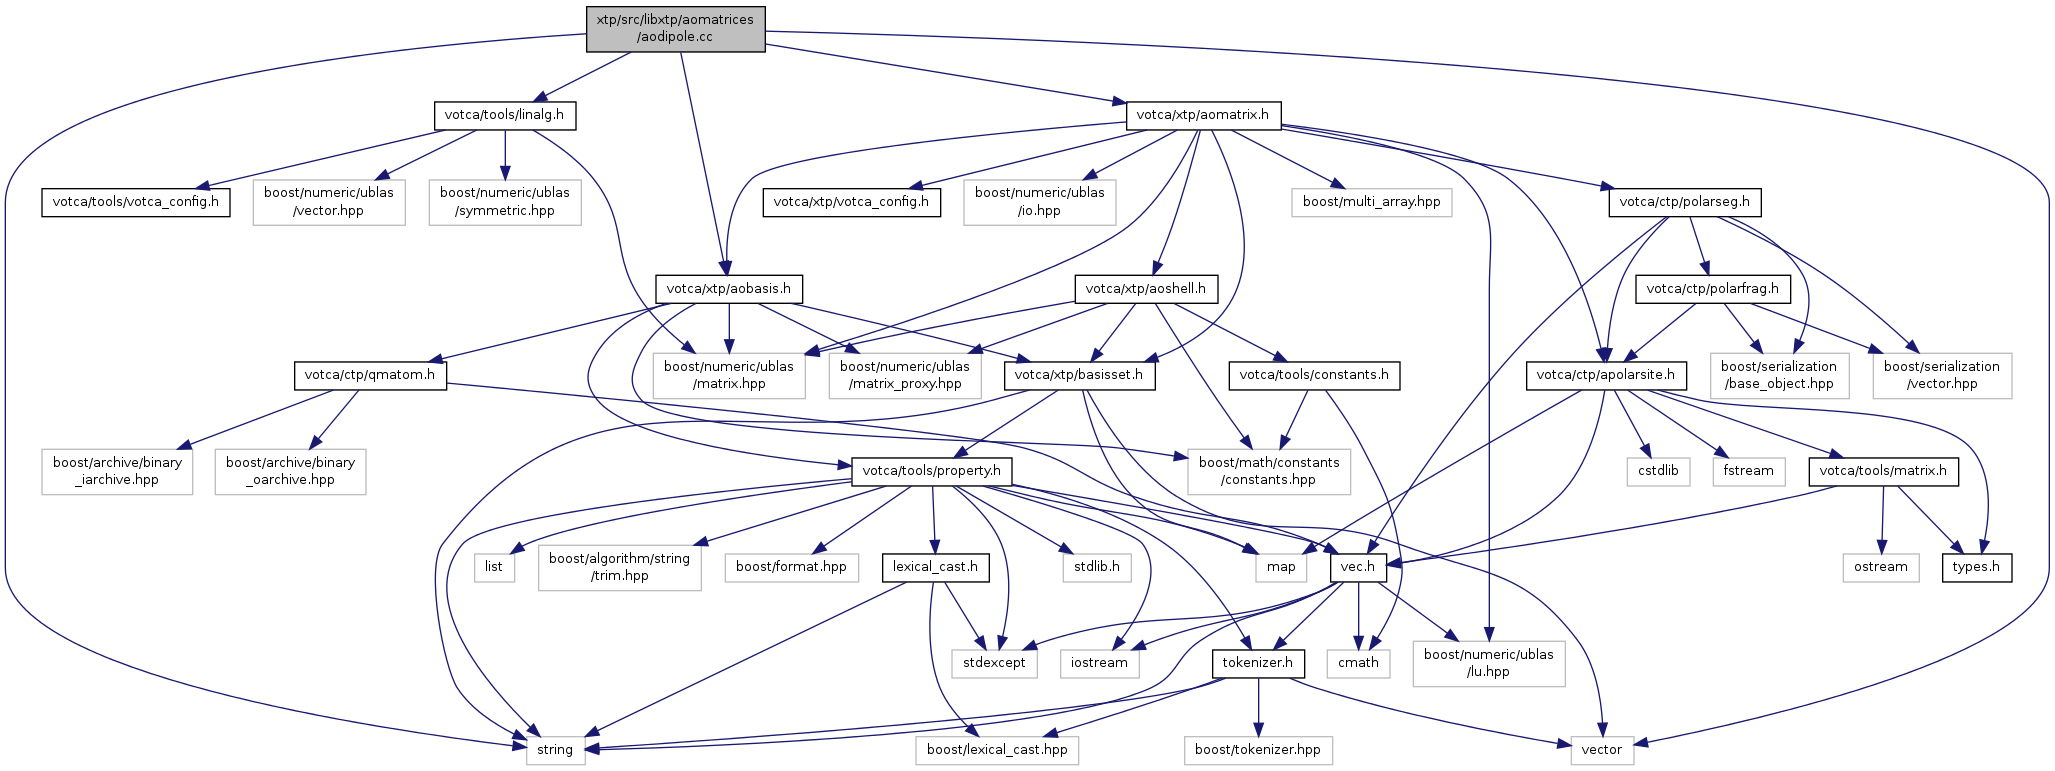 xtp/src/libxtp/aomatrices
/aodipole.cc
votca/tools/linalg.h
votca/xtp/aomatrix.h
votca/tools/votca_config.h
boost/numeric/ublas
/vector.hpp
boost/numeric/ublas
/symmetric.hpp
votca/xtp/votca_config.h
boost/numeric/ublas
/io.hpp
boost/multi_array.hpp
votca/ctp/polarseg.h
votca/xtp/aobasis.h
votca/xtp/aoshell.h
votca/ctp/polarfrag.h
votca/ctp/qmatom.h
boost/numeric/ublas
/matrix.hpp
boost/numeric/ublas
/matrix_proxy.hpp
votca/xtp/basisset.h
votca/tools/constants.h
votca/ctp/apolarsite.h
boost/serialization
/base_object.hpp
boost/serialization
/vector.hpp
boost/archive/binary
_iarchive.hpp
boost/archive/binary
_oarchive.hpp
votca/tools/property.h
boost/math/constants
/constants.hpp
cstdlib
fstream
votca/tools/matrix.h
list
boost/algorithm/string
/trim.hpp
boost/format.hpp
lexical_cast.h
stdlib.h
map
vec.h
ostream
types.h
stdexcept
iostream
tokenizer.h
cmath
boost/numeric/ublas
/lu.hpp
string
boost/lexical_cast.hpp
boost/tokenizer.hpp
vector